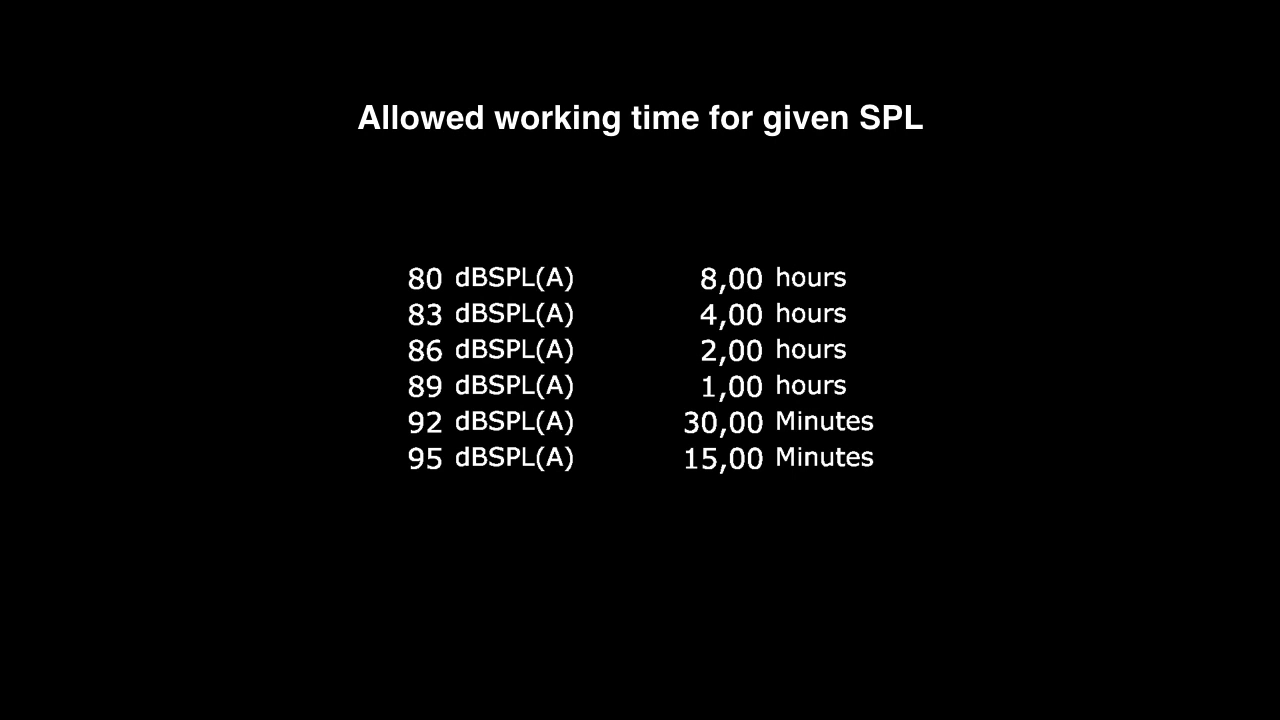 Allowed working time for given SPL
80 dBSPL(A) 8,00 hours
83 dBSPL(A) 4,00 hours
86 dBSPL(A) 2,00 hours
89 dBSPL(A) 1,00 hours
92 dBSPL(A) 30,00 Minutes
95 dBSPL(A) 15,00 Minutes